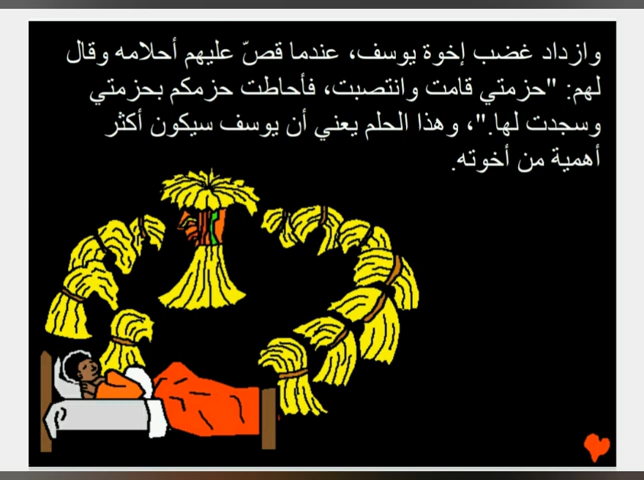 وازداد غضب إخوة يوسف، عندما قصّ عليهم أحلامه وقال
لهم: "حزمتي قامت وانتصبت، فأحاطت حزمكم بحزمتي
وسجدت لها."، وهذا الحلم يعني أن يوسف سيكون أكثر
أهمية من أخوته.